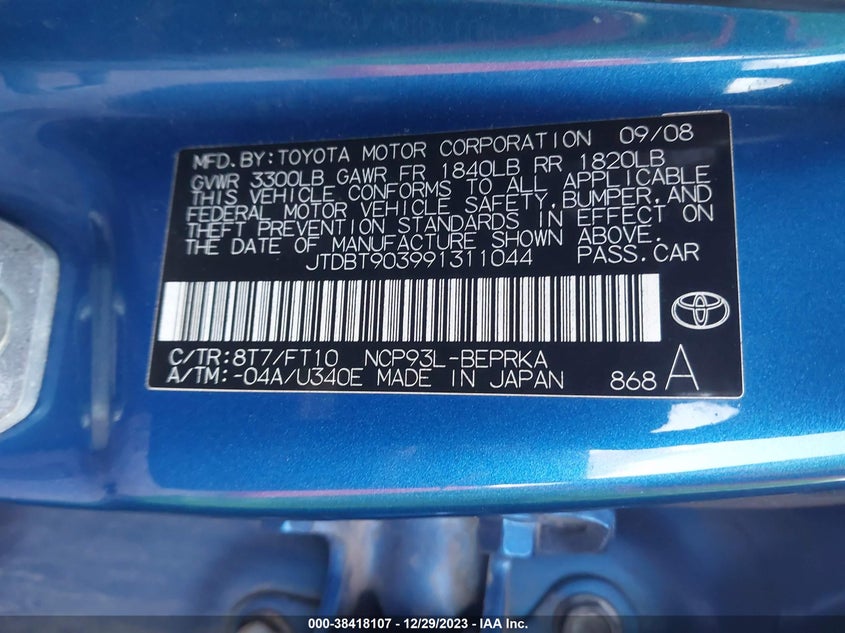 MFD. BY: TOYOTA MOTOR CORPORATION 09/08
GVWR 3300LB GAWR FR 1840LB RR 1820LB
THIS VEHICLE CONFORMS TO ALL APPLICABLE
FEDERAL MOTOR VEHICLE SAFETY, BUMPER, AND
THEFT PREVENTION STANDARDS IN EFFECT ON
THE DATE OF MANUFACTURE SHOWN ABOVE.
JTDBT903991311044 PASS. CAR
C/TR: 8T7/FT10 NCP93L-BEPRKA
A/TM: -04A/U340E MADE IN JAPAN 868 A
000-38418107 - 12/29/2023 - IAA Inc.